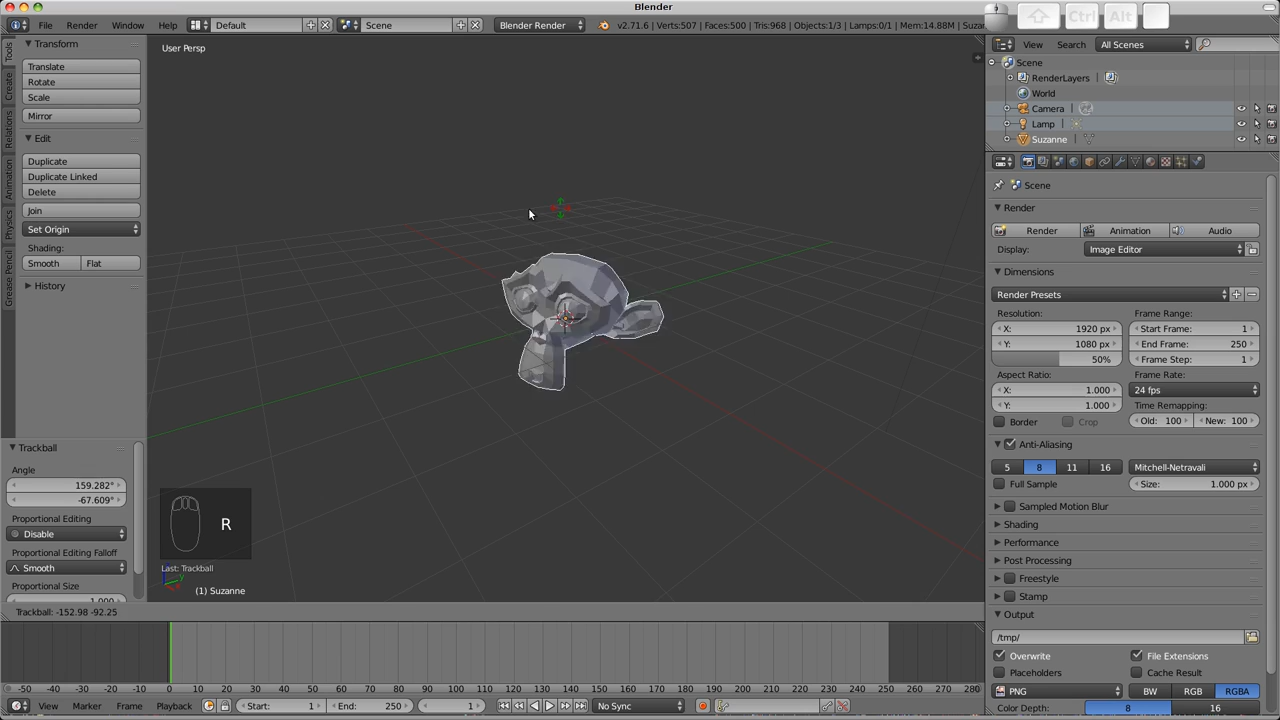 Blender
File Render Window Help Default Scene Blender Render v2.71.6 | Verts:507 | Faces:500 | Tris:968 | Objects:1/3 | Lamps:0/1 | Mem:14.88M | Suzan
Ctrl Alt
View Search All Scenes
Scene
RenderLayers
World
Camera
Lamp
Suzanne
Tools
Create
Relations
Animation
Physics
Grease Pencil
Transform
Translate
Rotate
Scale
Mirror
Edit
Duplicate
Duplicate Linked
Delete
Join
Set Origin
Shading:
Smooth Flat
History
Trackball
Angle
159.282°
-67.609°
Proportional Editing
Disable
Proportional Editing Falloff
Smooth
Proportional Size
1.000
User Persp
R
Last: Trackball
(1) Suzanne
Trackball: -152.98 -92.25
-50 -40 -30 -20 -10 0 10 20 30 40 50 60 70 80 90 100 110 120 130 140 150 160 170 180 190 200 210 220 230 240 250 260 270 280
View Marker Frame Playback Start: 1 End: 250 1 No Sync
Scene
Render
Render Animation Audio
Display: Image Editor
Dimensions
Render Presets
Resolution: Frame Range:
X: 1920 px Start Frame: 1
Y: 1080 px End Frame: 250
50% Frame Step: 1
Aspect Ratio: Frame Rate:
X: 1.000 24 fps
Y: 1.000 Time Remapping:
Border Crop Old: 100 New: 100
Anti-Aliasing
5 8 11 16 Mitchell-Netravali
Full Sample Size: 1.000 px
Sampled Motion Blur
Shading
Performance
Post Processing
Freestyle
Stamp
Output
/tmp/
Overwrite File Extensions
Placeholders Cache Result
PNG BW RGB RGBA
Color Depth: 8 16